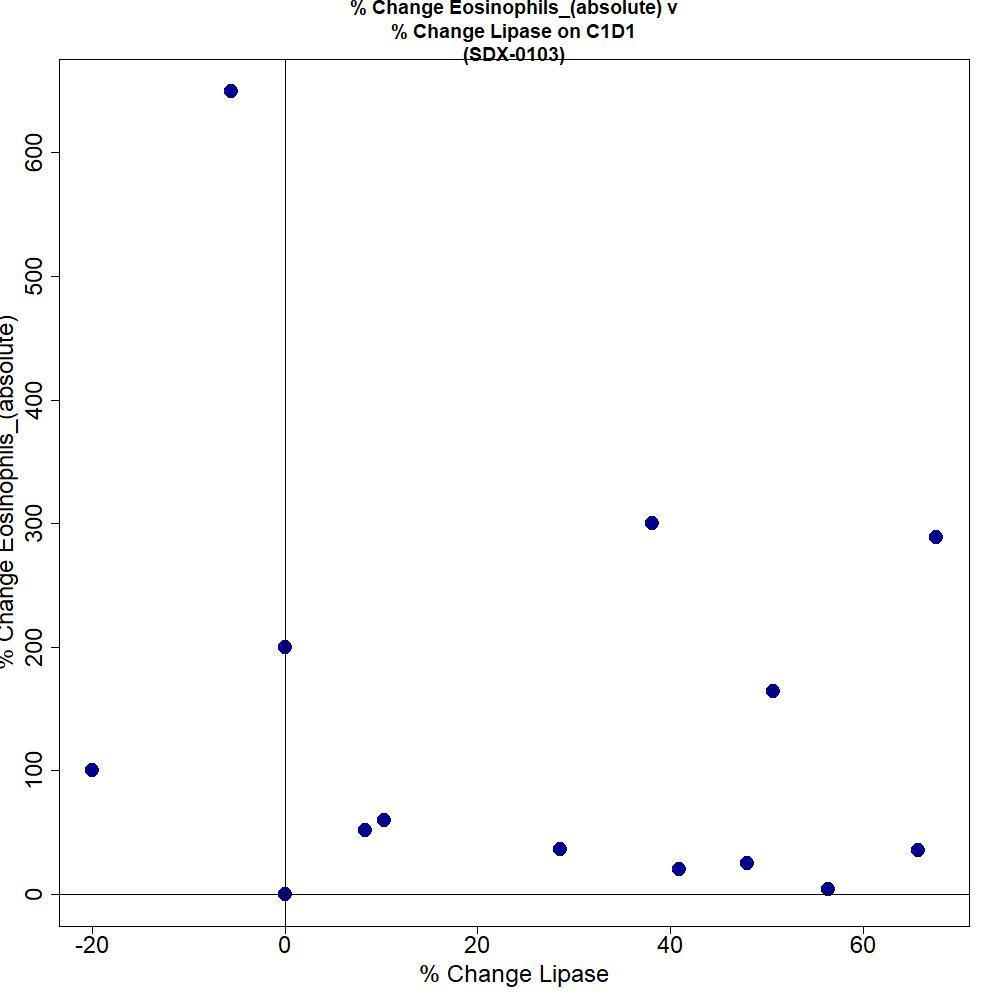 % Change Eosinophils_(absolute) v
% Change Lipase on C1D1
(SDX-0103)
600
500
400
300
200
100
0
% Change Eosinophils_(absolute)
-20
0
20
40
60
% Change Lipase